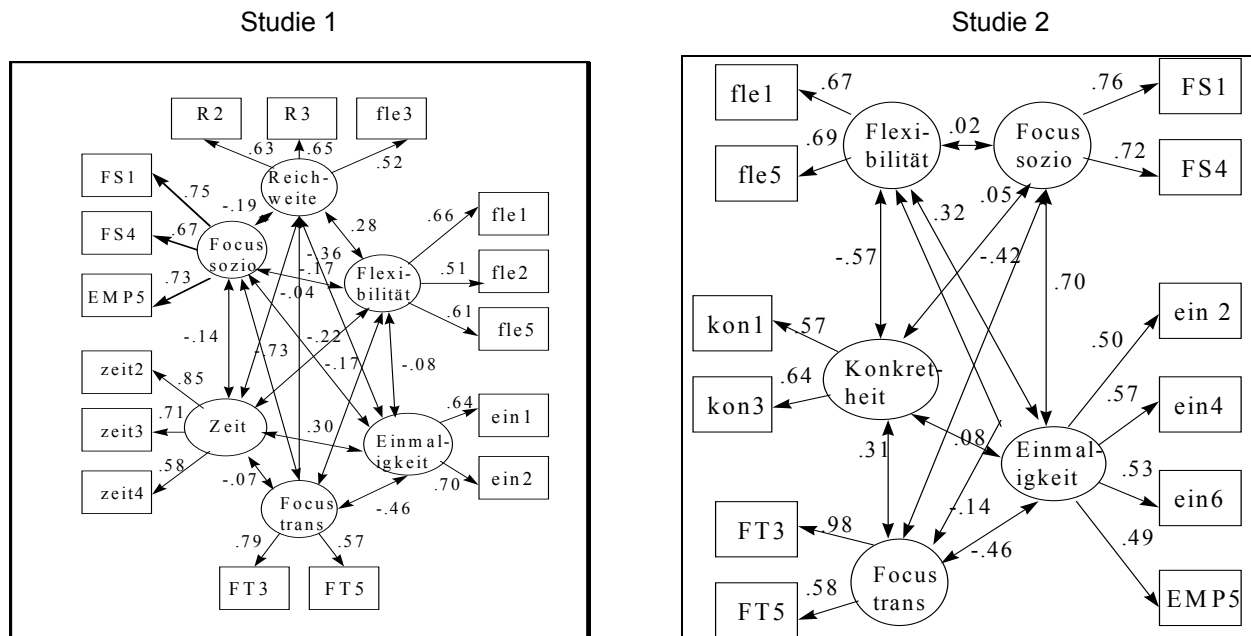 Studie 1
R2
R3
fle3
.63
.65
.52
Reich-
weite
FS1
.75
-.19
FS4
.67
Focus
sozio
EMP5
.73
.28
.66
fle1
-.36
-.17
Flexi-
bilität
.51
fle2
-.04
.61
fle5
-.14
-.73
-.22
-.17
-.08
zeit2
.85
zeit3
.71
Zeit
zeit4
.58
.30
.64
ein1
Einmal-
igkeit
ein2
.70
-.07
Focus
trans
-.46
.79
.57
FT3
FT5
Studie 2
fle1
.67
Flexi-
bilität
.69
fle5
.02
Focus
sozio
.76
FS1
.72
FS4
.32
.05
-.57
-.42
.70
kon1
.57
Konkret-
heit
kon3
.64
.50
ein 2
.57
ein4
.31
.08
Einmal-
igkeit
.53
ein6
FT3
.98
-.14
-.46
.49
Focus
trans
FT5
.58
EMP5